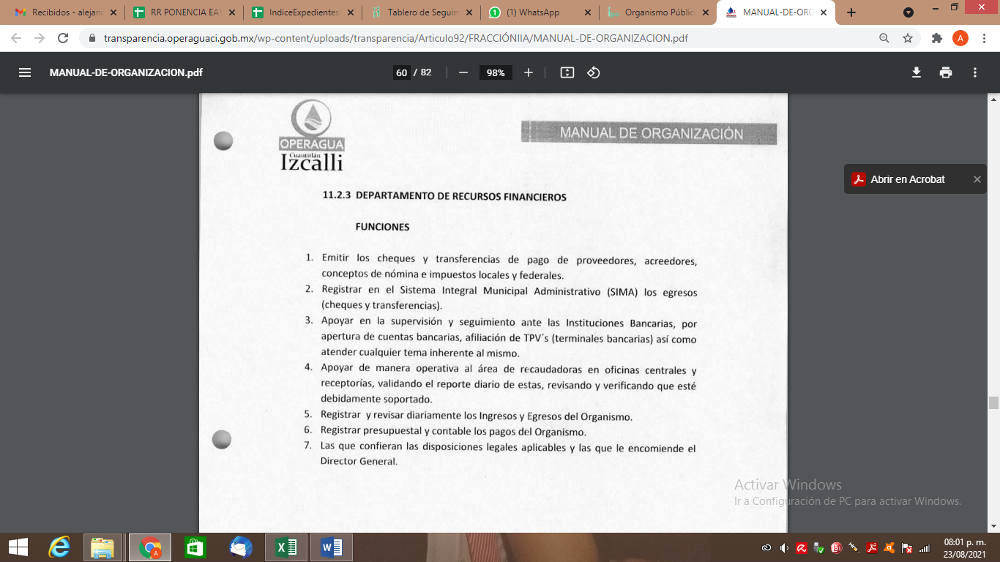 Recibidos - alejand
RR PONENCIA EAY
IndiceExpedientes
Tablero de Seguim
(1) WhatsApp
Organismo Públic
MANUAL-DE-ORG
transparencia.operaguaci.gob.mx/wp-content/uploads/transparencia/Articulo92/FRACCIÓNIIA/MANUAL-DE-ORGANIZACION.pdf
A
MANUAL-DE-ORGANIZACION.pdf
60 / 82
98%
OPERAGUA
Cuautitlán
Izcalli
MANUAL DE ORGANIZACIÓN
Abrir en Acrobat
11.2.3 DEPARTAMENTO DE RECURSOS FINANCIEROS
FUNCIONES
1. Emitir los cheques y transferencias de pago de proveedores, acreedores,
conceptos de nómina e impuestos locales y federales.
2. Registrar en el Sistema Integral Municipal Administrativo (SIMA) los egresos
(cheques y transferencias).
3. Apoyar en la supervisión y seguimiento ante las Instituciones Bancarias, por
apertura de cuentas bancarias, afiliación de TPV´s (terminales bancarias) así como
atender cualquier tema inherente al mismo.
4. Apoyar de manera operativa al área de recaudadoras en oficinas centrales y
receptorías, validando el reporte diario de estas, revisando y verificando que esté
debidamente soportado.
5. Registrar y revisar diariamente los Ingresos y Egresos del Organismo.
6. Registrar presupuestal y contable los pagos del Organismo.
7. Las que confieran las disposiciones legales aplicables y las que le encomiende el
Director General.
Activar Windows
Ir a Configuración de PC para activar Windows.
08:01 p. m.
23/08/2021